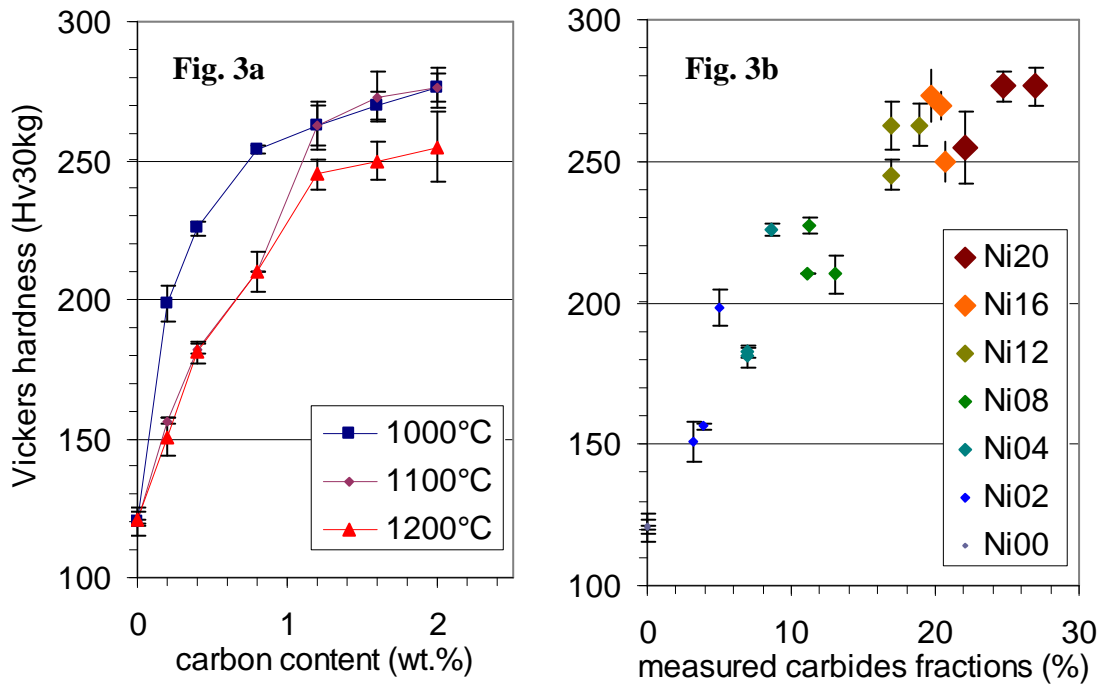 Fig. 3a
Vickers hardness (Hv30kg)
300
250
200
150
100
0
1
2
carbon content (wt.%)
1000°C
1100°C
1200°C
Fig. 3b
300
250
200
150
100
0
10
20
30
measured carbides fractions (%)
Ni20
Ni16
Ni12
Ni08
Ni04
Ni02
Ni00